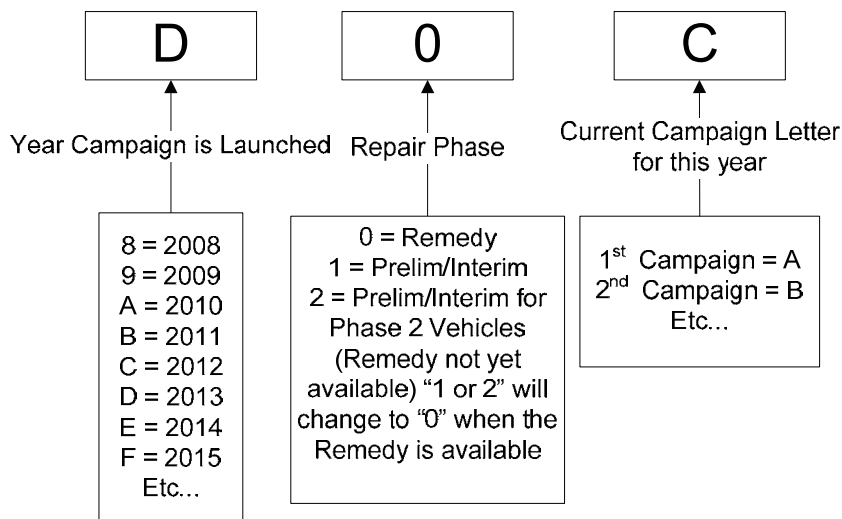 D
0
C
Year Campaign is Launched
Repair Phase
Current Campaign Letter
for this year
8 = 2008
9 = 2009
A = 2010
B = 2011
C = 2012
D = 2013
E = 2014
F = 2015
Etc...
0 = Remedy
1 = Prelim/Interim
2 = Prelim/Interim for
Phase 2 Vehicles
(Remedy not yet
available) “1 or 2” will
change to “0” when the
Remedy is available
1st Campaign = A
2nd Campaign = B
Etc...